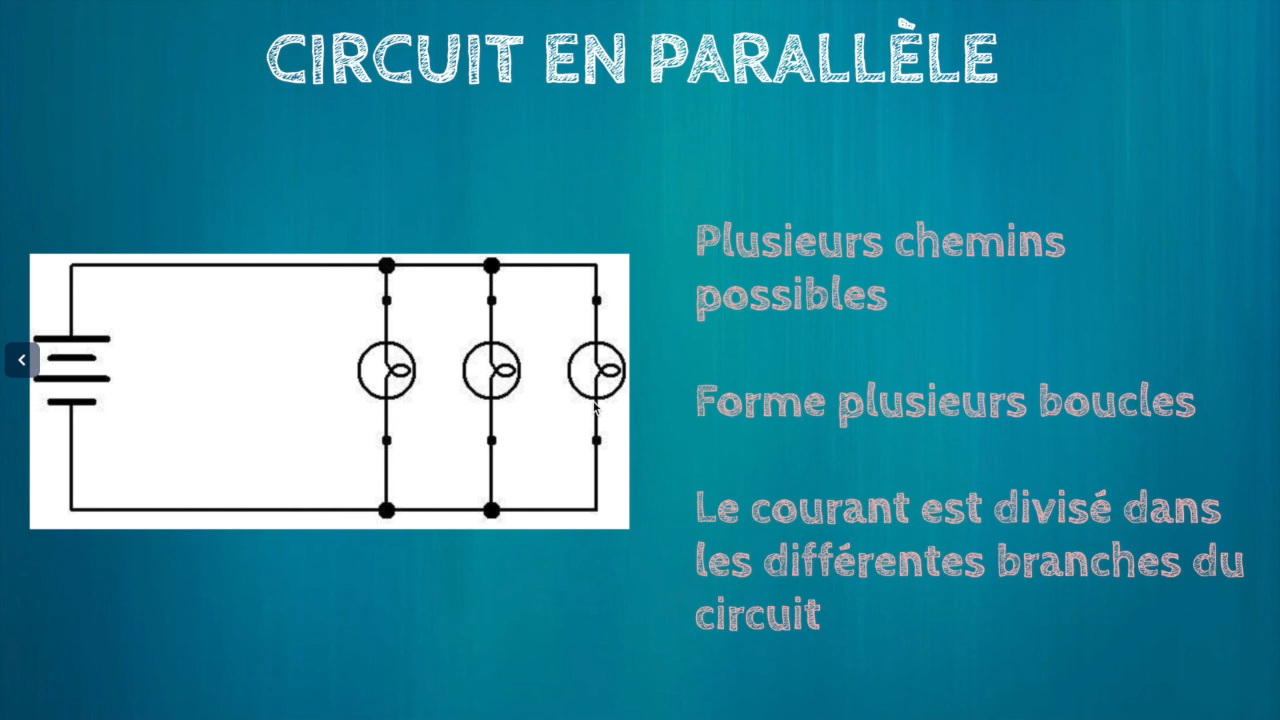 CIRCUIT EN PARALLÈLE
Plusieurs chemins
possibles
Forme plusieurs boucles
Le courant est divisé dans
les différentes branches du
circuit